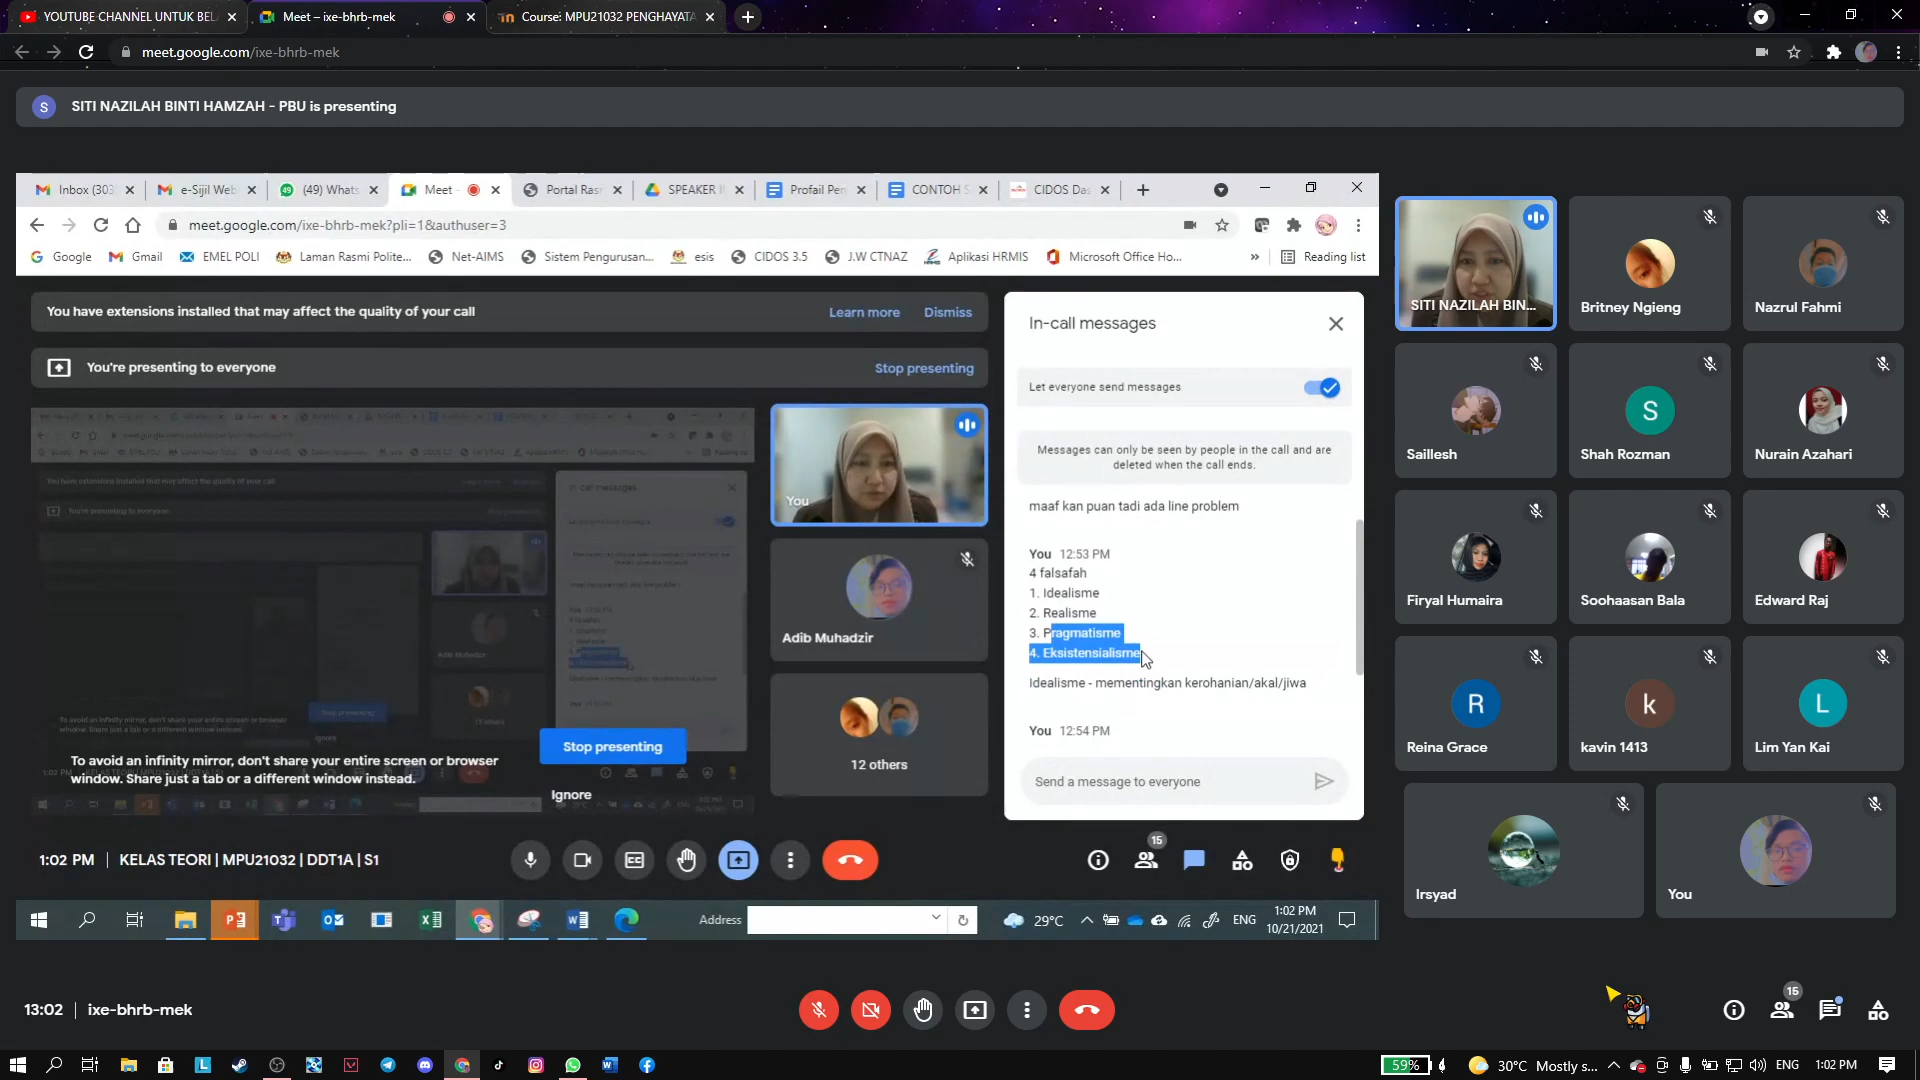 YOUTUBE CHANNEL UNTUK BEL
Meet – ixe-bhrb-mek
Course: MPU21032 PENGHAYATA
meet.google.com/ixe-bhrb-mek
S
SITI NAZILAH BINTI HAMZAH - PBU is presenting
Inbox (303
e-Sijil Web
(49) Whats
Meet -
Portal Ras
SPEAKER I
Profail Pen
CONTOH S
CIDOS Das
meet.google.com/ixe-bhrb-mek?pli=1&authuser=3
Google
Gmail
EMEL POLI
Laman Rasmi Polite...
Net-AIMS
Sistem Pengurusan...
esis
CIDOS 3.5
J.W CTNAZ
Aplikasi HRMIS
Microsoft Office Ho...
»
Reading list
You have extensions installed that may affect the quality of your call
Learn more
Dismiss
You're presenting to everyone
Stop presenting
You
Adib Muhadzir
12 others
To avoid an infinity mirror, don't share your entire screen or browser
window. Share just a tab or a different window instead.
Stop presenting
Ignore
In-call messages
Let everyone send messages
Messages can only be seen by people in the call and are
deleted when the call ends.
maaf kan puan tadi ada line problem
You 12:53 PM
4 falsafah
1. Idealisme
2. Realisme
3. Pragmatisme
4. Eksistensialisme
Idealisme - mementingkan kerohanian/akal/jiwa
You 12:54 PM
Send a message to everyone
1:02 PM | KELAS TEORI | MPU21032 | DDT1A | S1
15
Address
29°C
ENG
1:02 PM
10/21/2021
SITI NAZILAH BIN...
Britney Ngieng
Nazrul Fahmi
Saillesh
S
Shah Rozman
Nurain Azahari
Firyal Humaira
Soohaasan Bala
Edward Raj
R
Reina Grace
k
kavin 1413
L
Lim Yan Kai
Irsyad
You
13:02 | ixe-bhrb-mek
15
59%
30°C Mostly s...
ENG
1:02 PM